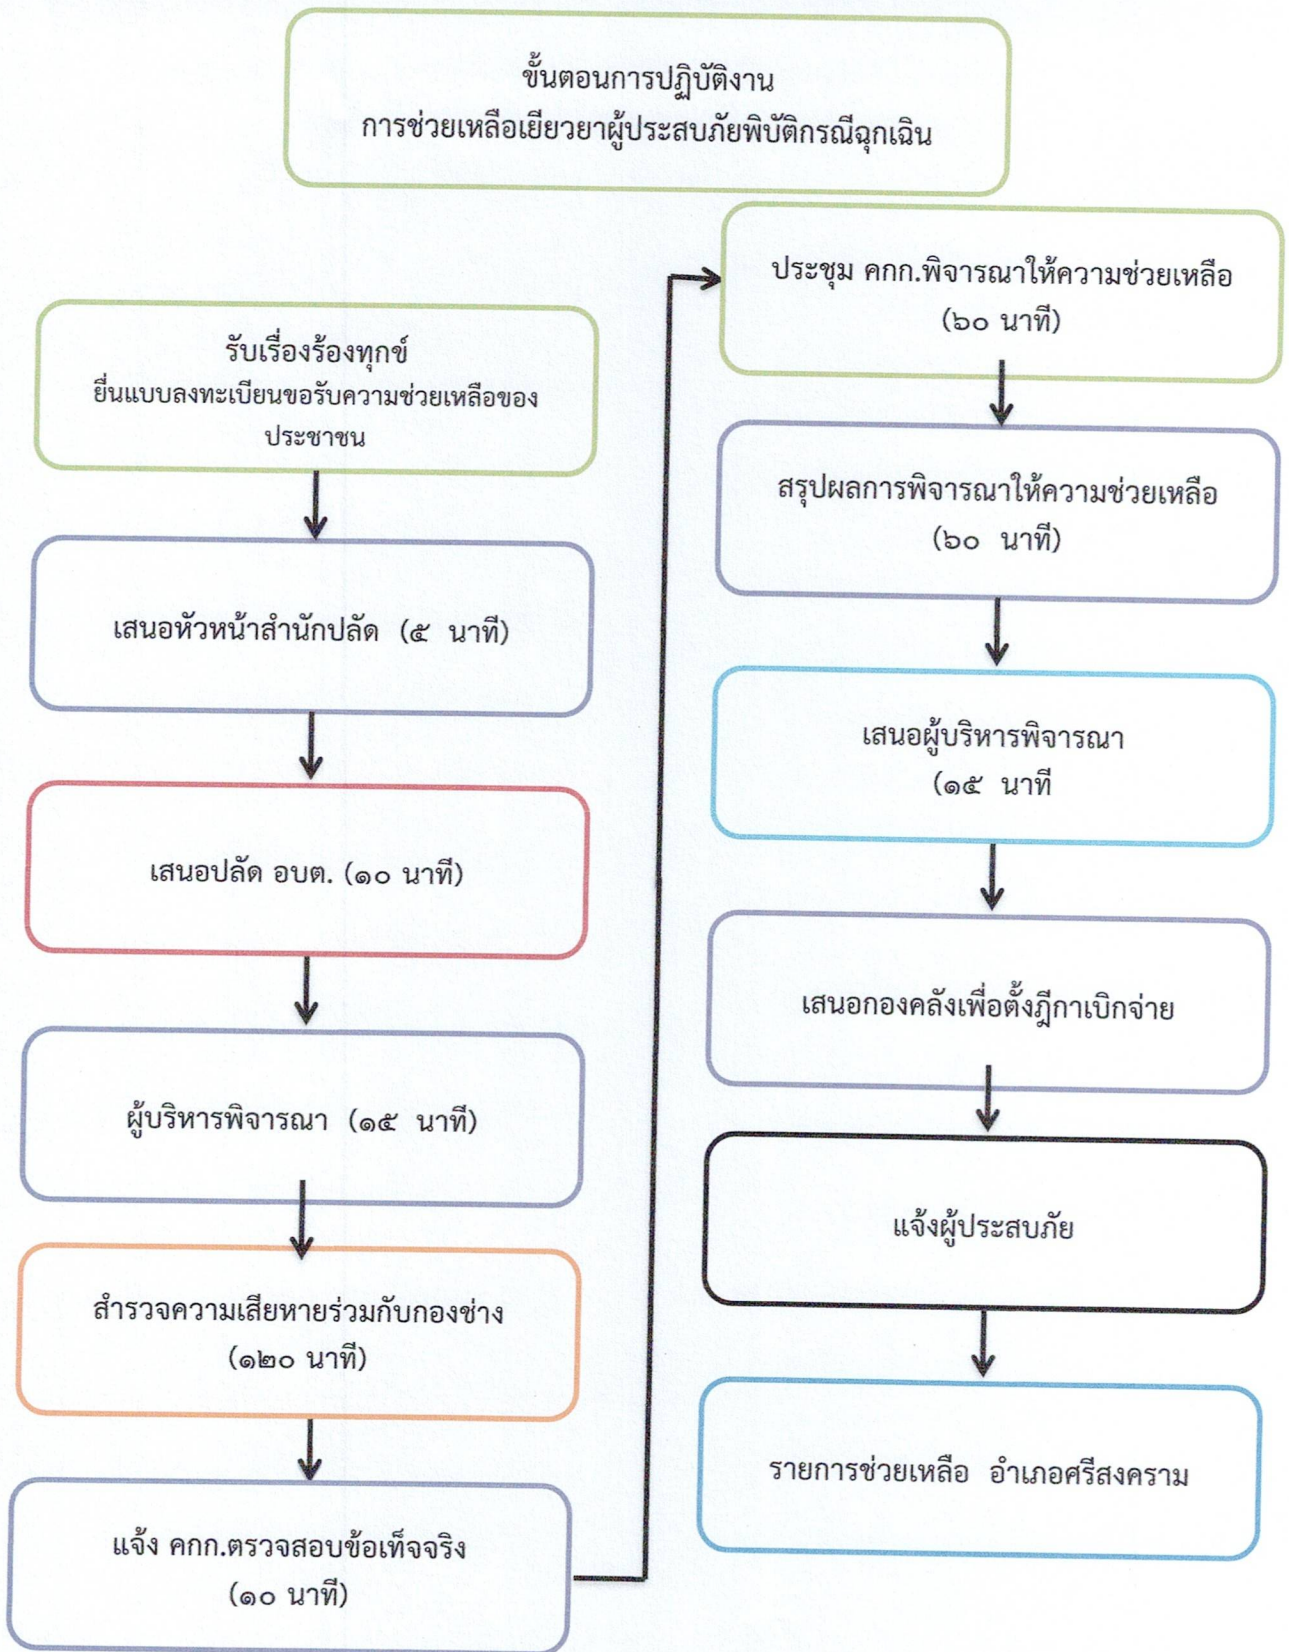 ขั้นตอนการปฏิบัติงาน
การช่วยเหลือเยียวยาผู้ประสบภัยพิบัติกรณีฉุกเฉิน
รับเรื่องร้องทุกข์
ยื่นแบบลงทะเบียนขอรับความช่วยเหลือของ
ประชาชน
เสนอหัวหน้าสำนักปลัด (๕ นาที)
เสนอปลัด อบต. (๑๐ นาที)
ผู้บริหารพิจารณา (๑๕ นาที)
สำรวจความเสียหายร่วมกับกองช่าง
(๑๒๐ นาที)
แจ้ง คกก.ตรวจสอบข้อเท็จจริง
(๑๐ นาที)
ประชุม คกก.พิจารณาให้ความช่วยเหลือ
(๖๐ นาที)
สรุปผลการพิจารณาให้ความช่วยเหลือ
(๖๐ นาที)
เสนอผู้บริหารพิจารณา
(๑๕ นาที
เสนอกองคลังเพื่อตั้งฎีกาเบิกจ่าย
แจ้งผู้ประสบภัย
รายการช่วยเหลือ อำเภอศรีสงคราม